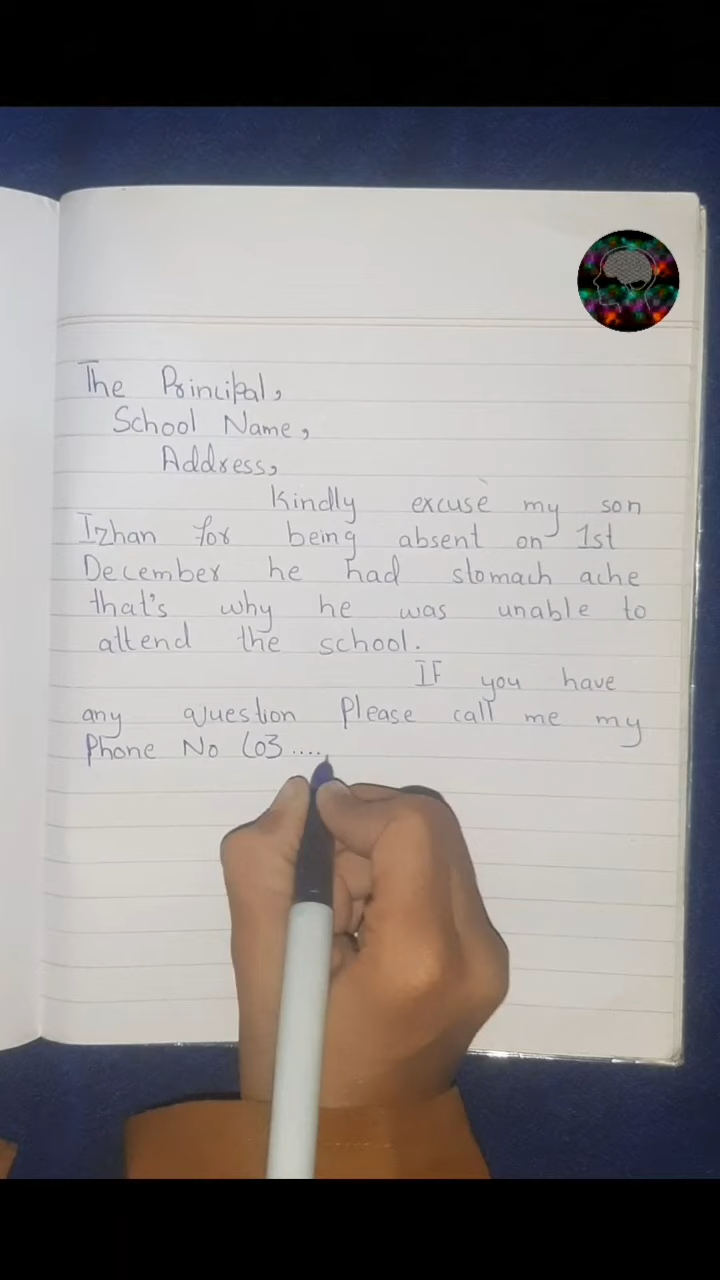 The Principal,
School Name,
Address,
Kindly excuse my son
Izhan for being absent on 1st
December he had stomach ache
that's why he was unable to
attend the school.
IF you have
any question Please call me my
Phone No (03.....